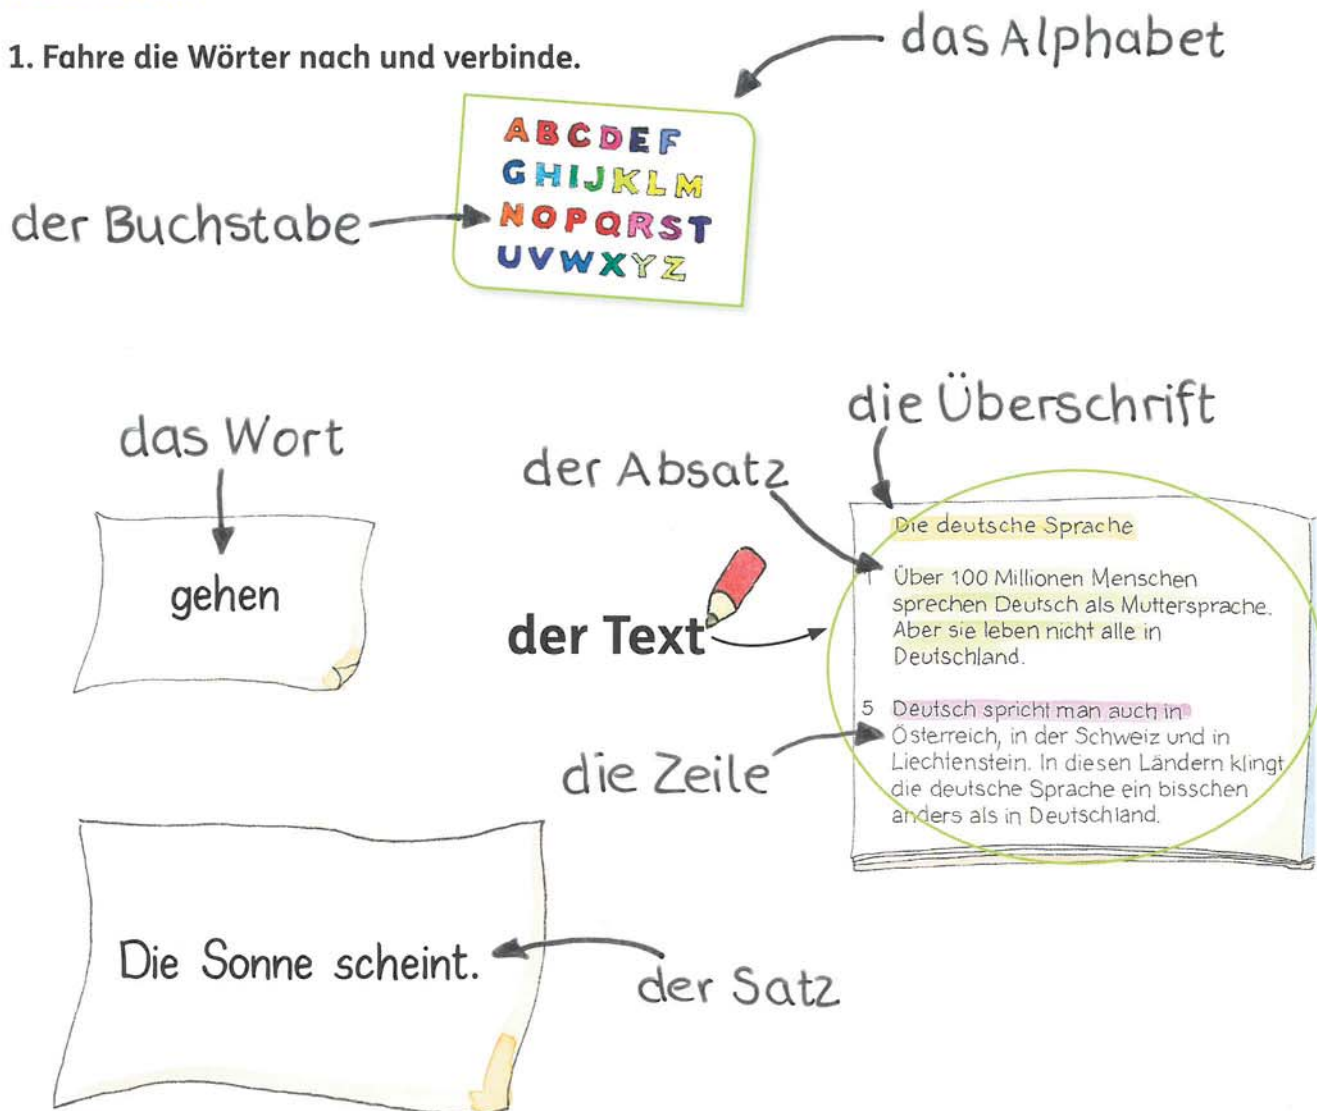 1. Fahre die Wörter nach und verbinde.
das Alphabet
ABCDEF
GHIJKLM
NOPQRST
UVWXYZ
der Buchstabe
das Wort
gehen
die Überschrift
der Absatz
der Text
Die deutsche Sprache
1 Über 100 Millionen Menschen
sprechen Deutsch als Muttersprache.
Aber sie leben nicht alle in
Deutschland.
5 Deutsch spricht man auch in
Österreich, in der Schweiz und in
Liechtenstein. In diesen Ländern klingt
die deutsche Sprache ein bisschen
anders als in Deutschland.
die Zeile
Die Sonne scheint.
der Satz